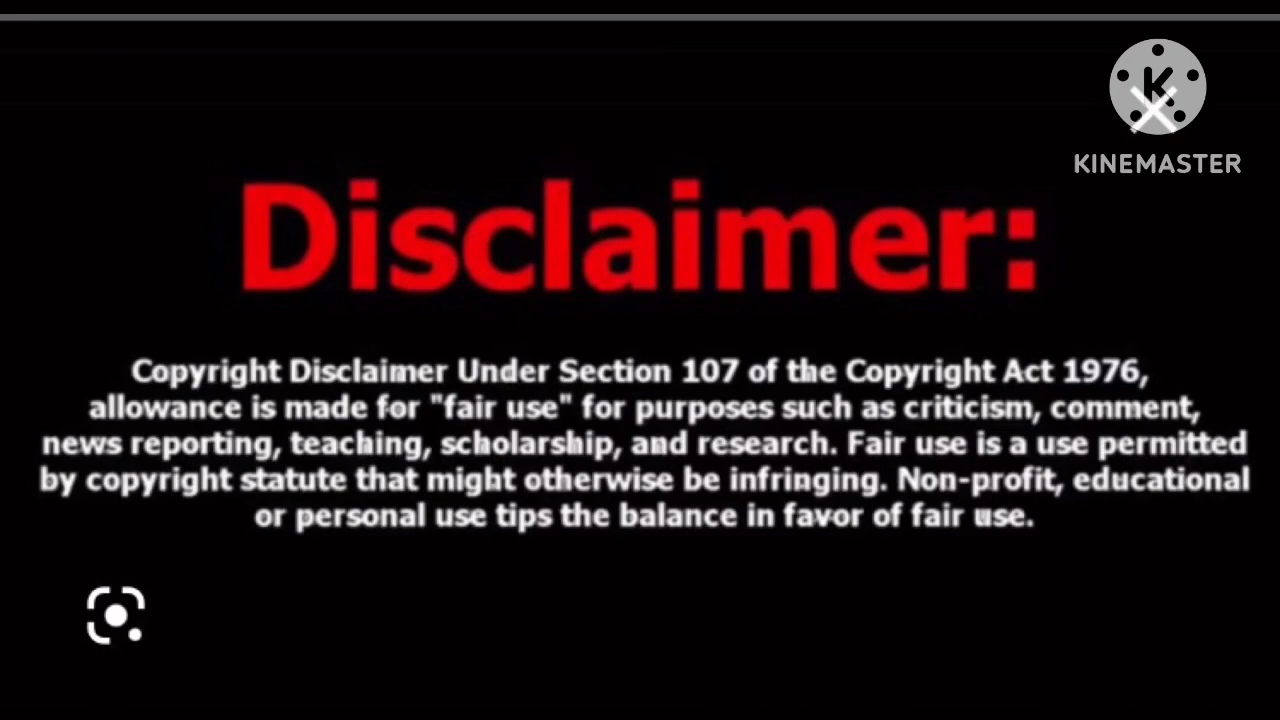 KINEMASTER
Disclaimer:
Copyright Disclaimer Under Section 107 of the Copyright Act 1976,
allowance is made for "fair use" for purposes such as criticism, comment,
news reporting, teaching, scholarship, and research. Fair use is a use permitted
by copyright statute that might otherwise be infringing. Non-profit, educational
or personal use tips the balance in favor of fair use.